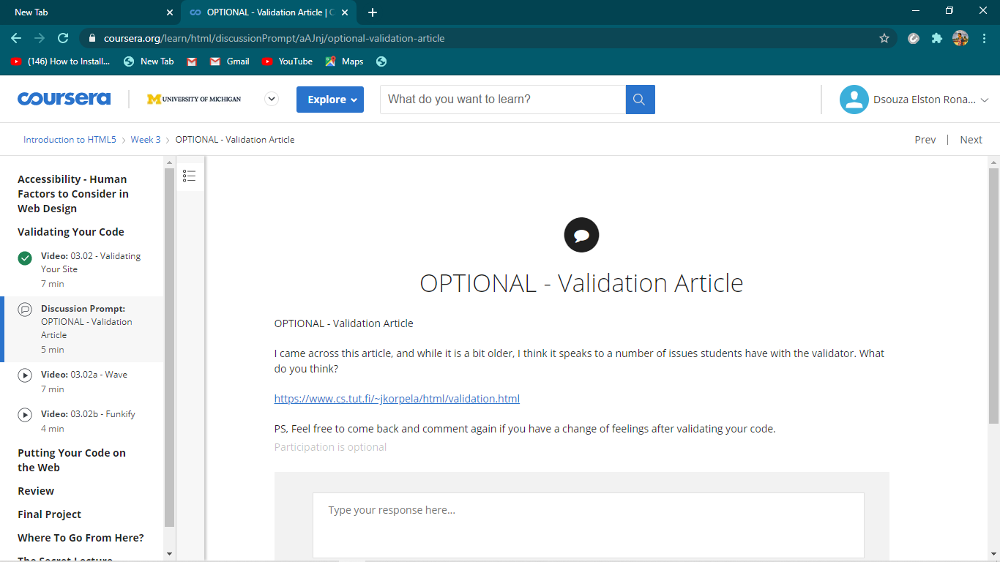 New Tab
OPTIONAL - Validation Article | C
coursera.org/learn/html/discussionPrompt/aAJnj/optional-validation-article
(146) How to Install... New Tab Gmail YouTube Maps
coursera
M UNIVERSITY OF MICHIGAN
Explore
What do you want to learn?
Dsouza Elston Rona...
Introduction to HTML5 > Week 3 > OPTIONAL - Validation Article
Prev | Next
Accessibility - Human
Factors to Consider in
Web Design
Validating Your Code
Video: 03.02 - Validating
Your Site
7 min
Discussion Prompt:
OPTIONAL - Validation
Article
5 min
Video: 03.02a - Wave
7 min
Video: 03.02b - Funkify
4 min
Putting Your Code on
the Web
Review
Final Project
Where To Go From Here?
The Secret Lecture
OPTIONAL - Validation Article
OPTIONAL - Validation Article
I came across this article, and while it is a bit older, I think it speaks to a number of issues students have with the validator. What
do you think?
https://www.cs.tut.fi/~jkorpela/html/validation.html
PS, Feel free to come back and comment again if you have a change of feelings after validating your code.
Participation is optional
Type your response here...